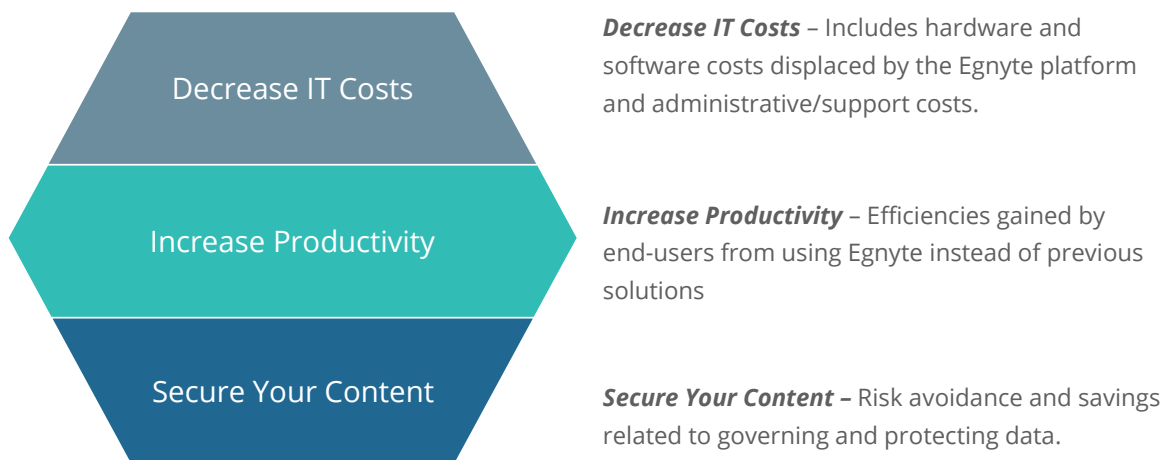 Decrease IT Costs
Decrease IT Costs – Includes hardware and
software costs displaced by the Egnyte platform
and administrative/support costs.
Increase Productivity
Increase Productivity – Efficiencies gained by
end-users from using Egnyte instead of previous
solutions
Secure Your Content
Secure Your Content – Risk avoidance and savings
related to governing and protecting data.